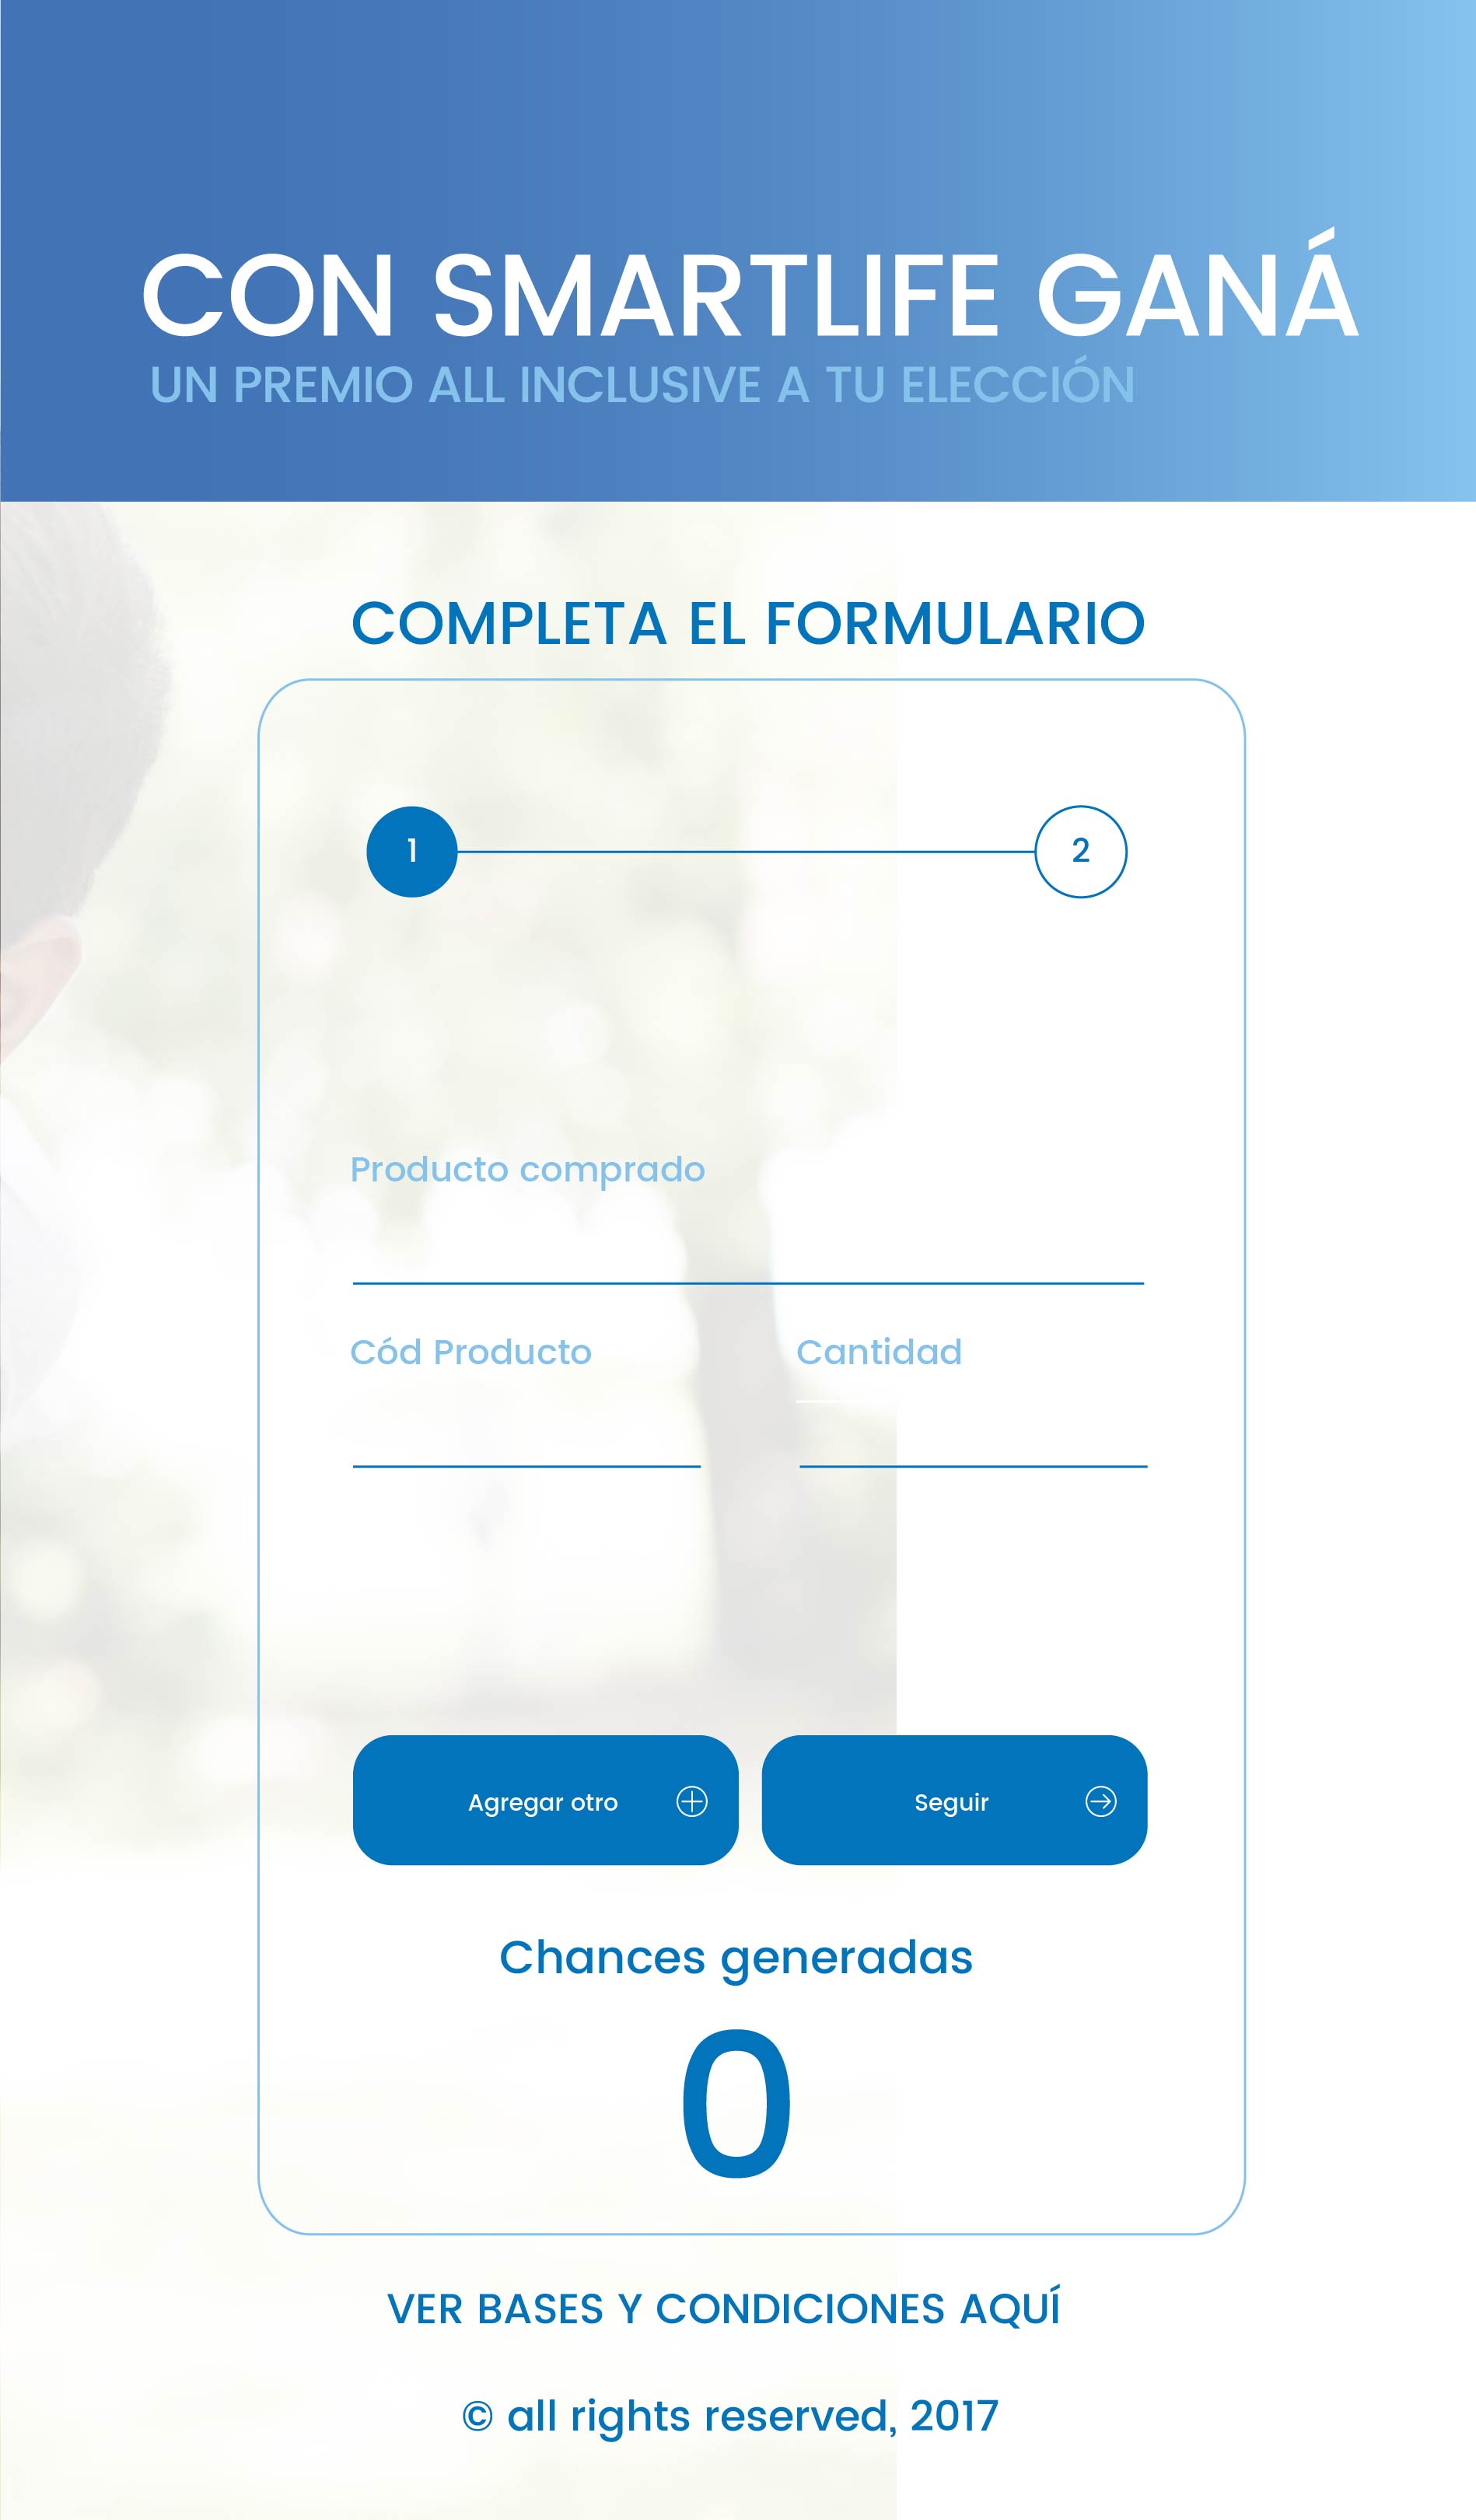 CON SMARTLIFE GANÁ
UN PREMIO ALL INCLUSIVE A TU ELECCIÓN
COMPLETA EL FORMULARIO
1 2
Producto comprado
Cód Producto Cantidad
Agregar otro Seguir
Chances generadas
0
VER BASES Y CONDICIONES AQUÍ
© all rights reserved, 2017